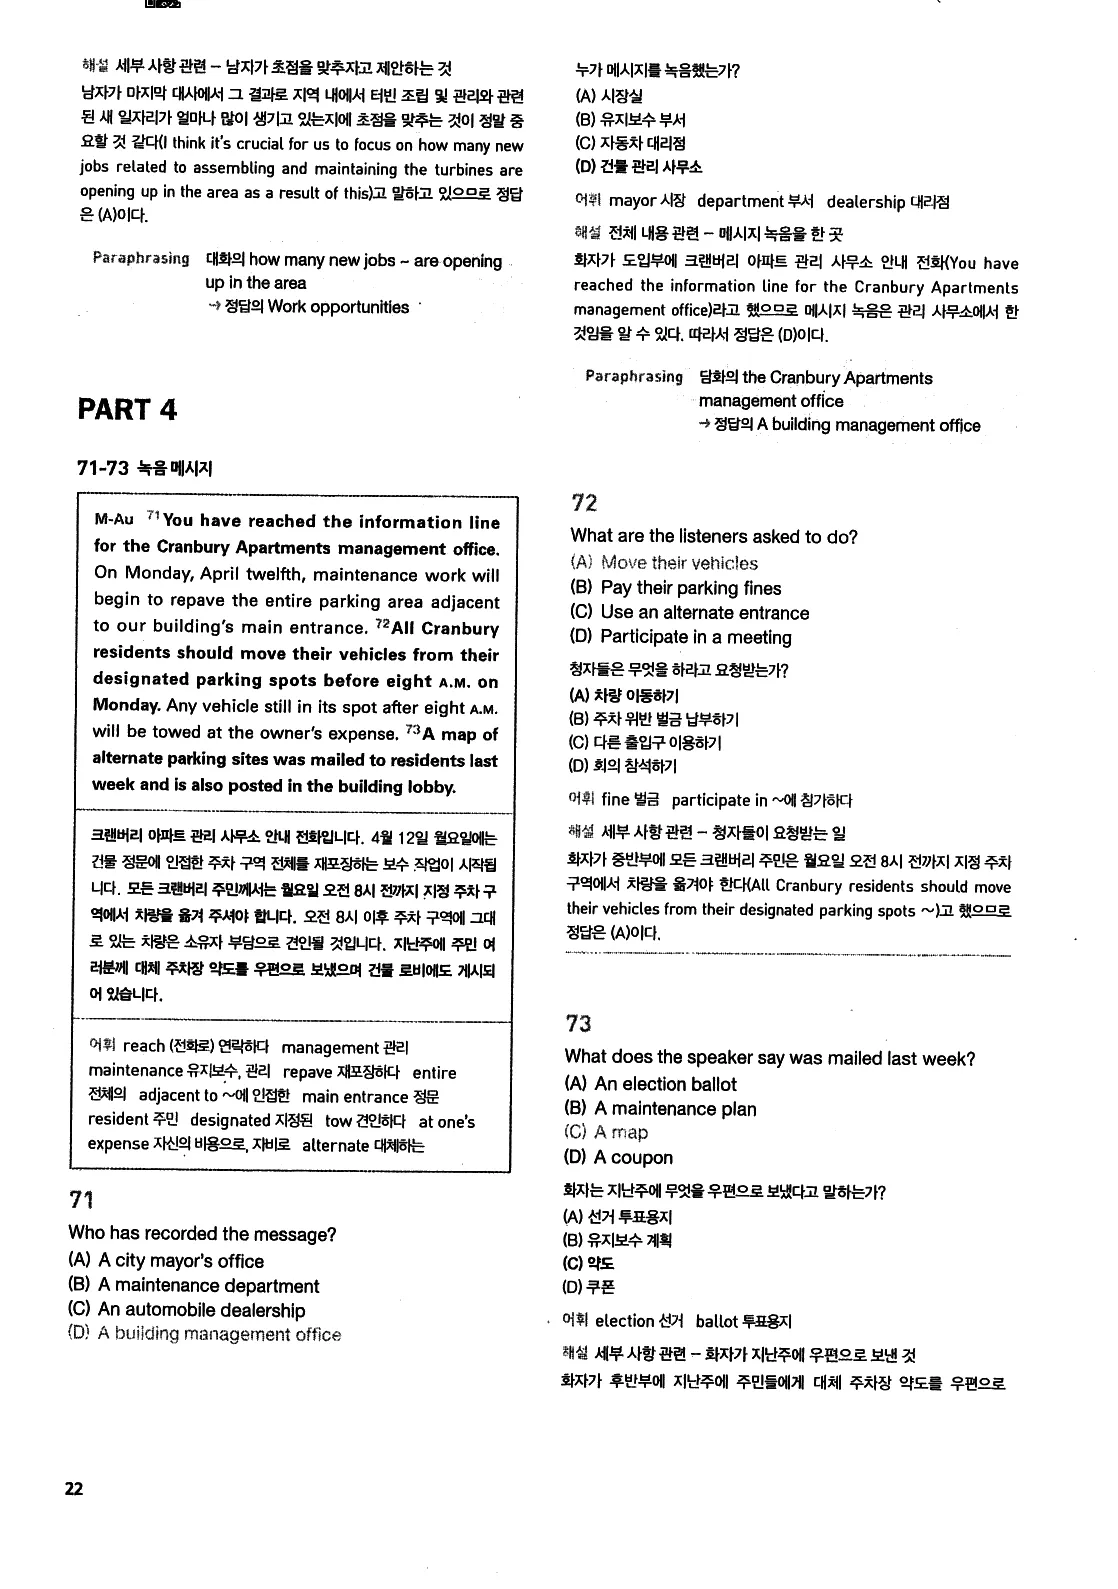 해설 세부 사항 관련 – 남자가 초점을 맞추자고 제안하는 것
남자가 마지막 대사에서 그 결과로 지역 내에서 터빈 조립 및 관리와 관련
된 새 일자리가 얼마나 많이 생기고 있는지에 초점을 맞추는 것이 정말 중
요할 것 같다(I think it's crucial for us to focus on how many new
jobs related to assembling and maintaining the turbines are
opening up in the area as a result of this)고 말하고 있으므로 정답
은 (A)이다.
Paraphrasing 대화의 how many new jobs ~ are opening
up in the area
→ 정답의 Work opportunities
PART 4
71-73 녹음 메시지
M-Au 71You have reached the information line
for the Cranbury Apartments management office.
On Monday, April twelfth, maintenance work will
begin to repave the entire parking area adjacent
to our building's main entrance. 72All Cranbury
residents should move their vehicles from their
designated parking spots before eight A.M. on
Monday. Any vehicle still in its spot after eight A.M.
will be towed at the owner's expense. 73A map of
alternate parking sites was mailed to residents last
week and is also posted in the building lobby.
크랜버리 아파트 관리 사무소 안내 전화입니다. 4월 12일 월요일에는
건물 정문에 인접한 주차 구역 전체를 재포장하는 보수 작업이 시작됩
니다. 모든 크랜버리 주민께서는 월요일 오전 8시 전까지 지정 주차 구
역에서 차량을 옮겨 주셔야 합니다. 오전 8시 이후 주차 구역에 그대
로 있는 차량은 소유자 부담으로 견인될 것입니다. 지난주에 주민 여
러분께 대체 주차장 약도를 우편으로 보냈으며 건물 로비에도 게시되
어 있습니다.
어휘 reach (전화로) 연락하다 management 관리
maintenance 유지보수, 관리 repave 재포장하다 entire
전체의 adjacent to ~에 인접한 main entrance 정문
resident 주민 designated 지정된 tow 견인하다 at one's
expense 자신의 비용으로, 자비로 alternate 대체하는
71
Who has recorded the message?
(A) A city mayor's office
(B) A maintenance department
(C) An automobile dealership
(D) A building management office
누가 메시지를 녹음했는가?
(A) 시장실
(B) 유지보수 부서
(C) 자동차 대리점
(D) 건물 관리 사무소
어휘 mayor 시장 department 부서 dealership 대리점
해설 전체 내용 관련 – 메시지 녹음을 한 곳
화자가 도입부에 크랜버리 아파트 관리 사무소 안내 전화(You have
reached the information line for the Cranbury Apartments
management office)라고 했으므로 메시지 녹음은 관리 사무소에서 한
것임을 알 수 있다. 따라서 정답은 (D)이다.
Paraphrasing 담화의 the Cranbury Apartments
management office
→ 정답의 A building management office
72
What are the listeners asked to do?
(A) Move their vehicles
(B) Pay their parking fines
(C) Use an alternate entrance
(D) Participate in a meeting
청자들은 무엇을 하라고 요청받는가?
(A) 차량 이동하기
(B) 주차 위반 벌금 납부하기
(C) 다른 출입구 이용하기
(D) 회의 참석하기
어휘 fine 벌금 participate in ~에 참가하다
해설 세부 사항 관련 – 청자들이 요청받는 일
화자가 중반부에 모든 크랜버리 주민은 월요일 오전 8시 전까지 지정 주차
구역에서 차량을 옮겨야 한다(All Cranbury residents should move
their vehicles from their designated parking spots ~)고 했으므로
정답은 (A)이다.
73
What does the speaker say was mailed last week?
(A) An election ballot
(B) A maintenance plan
(C) A map
(D) A coupon
화자는 지난주에 무엇을 우편으로 보냈다고 말하는가?
(A) 선거 투표용지
(B) 유지보수 계획
(C) 약도
(D) 쿠폰
어휘 election 선거 ballot 투표용지
해설 세부 사항 관련 – 화자가 지난주에 우편으로 보낸 것
화자가 후반부에 지난주에 주민들에게 대체 주차장 약도를 우편으로
22